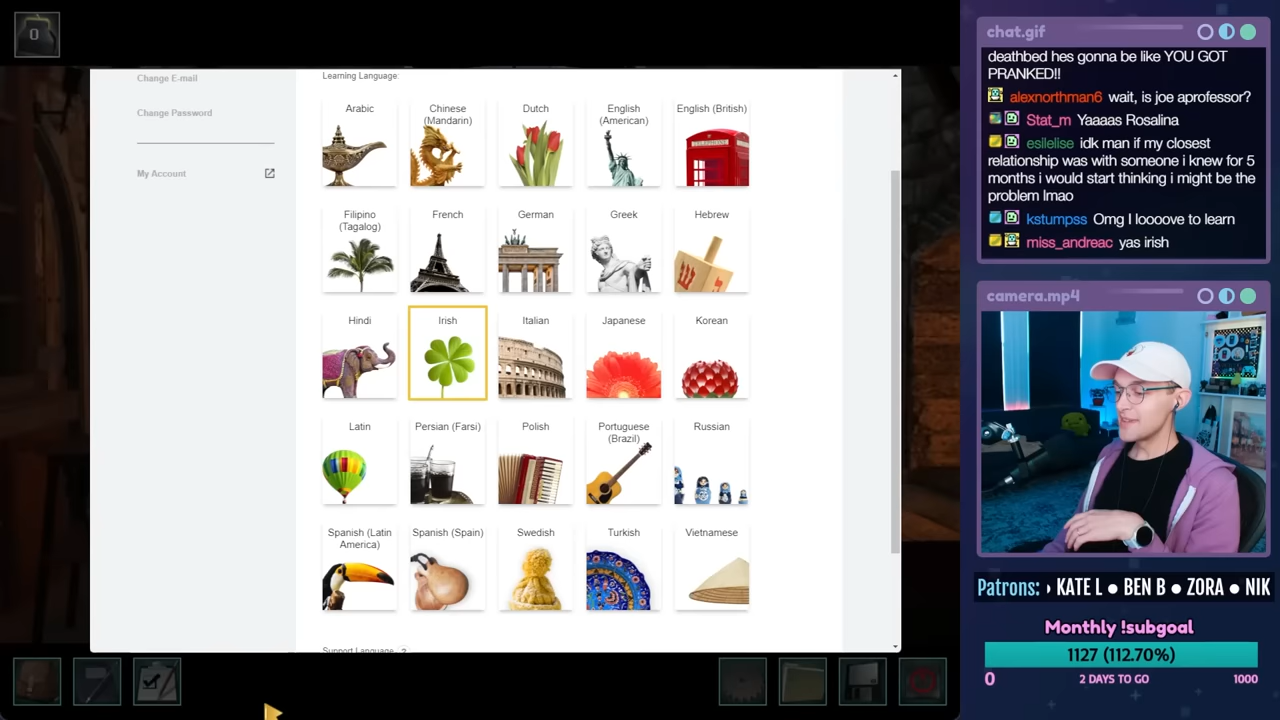 0
Change E-mail
Change Password
My Account
Learning Language:
Arabic
Chinese
(Mandarin)
Dutch
English
(American)
English (British)
TELEPHONE
Filipino
(Tagalog)
French
German
Greek
Hebrew
Hindi
Irish
Italian
Japanese
Korean
Latin
Persian (Farsi)
Polish
Portuguese
(Brazil)
Russian
Spanish (Latin
America)
Spanish (Spain)
Swedish
Turkish
Vietnamese
Support Language: ?
chat.gif
deathbed hes gonna be like YOU GOT
PRANKED!!
alexnorthman6 wait, is joe aprofessor?
Stat_m Yaaaas Rosalina
esllelise idk man if my closest
relationship was with someone i knew for 5
months i would start thinking i might be the
problem lmao
kstumpss Omg I loooove to learn
miss_andreac yas irish
camera.mp4
Patrons: KATE L ● BEN B ● ZORA ● NIK
Monthly !subgoal
1127 (112.70%)
0 2 DAYS TO GO 1000